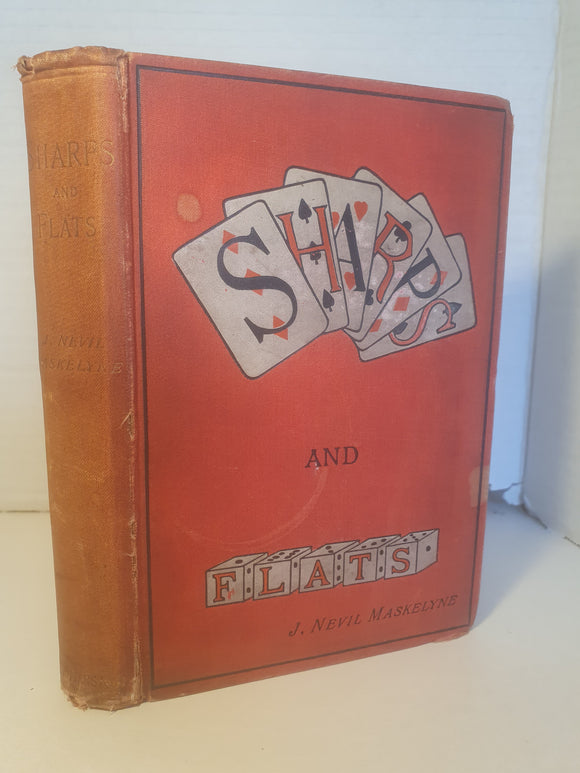 SHARPS
AND
FLATS
J. NEVIL
MASKELYNE
SHARPS
AND
FLATS
J. NEVIL MASKELYNE